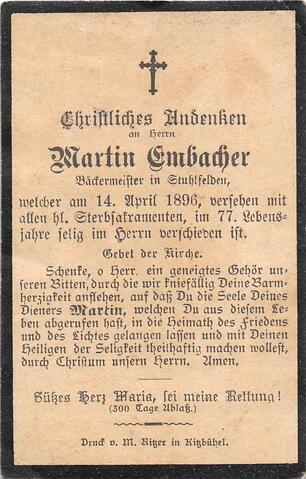 Christliches Andenken
an Herrn
Martin Embacher
Bäckermeister in Stuhlfelden,
welcher am 14. April 1896, versehen mit
allen hl. Sterbsakramenten, im 77. Lebens-
jahre selig im Herrn verschieden ist.
Gebet der Kirche.
Schenke, o Herr, ein geneigtes Gehör un-
seren Bitten, durch die wir kniefällig Deine Barm-
herzigkeit anflehen, auf daß Du die Seele Deines
Dieners Martin, welchen Du aus diesem Le-
ben abgerufen hast, in die Heimath des Friedens
und des Lichtes gelangen lassen und mit Deinen
Heiligen der Seligkeit theilhaftig machen wollest,
durch Christum unsern Herrn. Amen.
Süßes Herz Maria, sei meine Rettung!
(300 Tage Ablaß.)
Druck v. M. Ritzer in Kitzbühel.